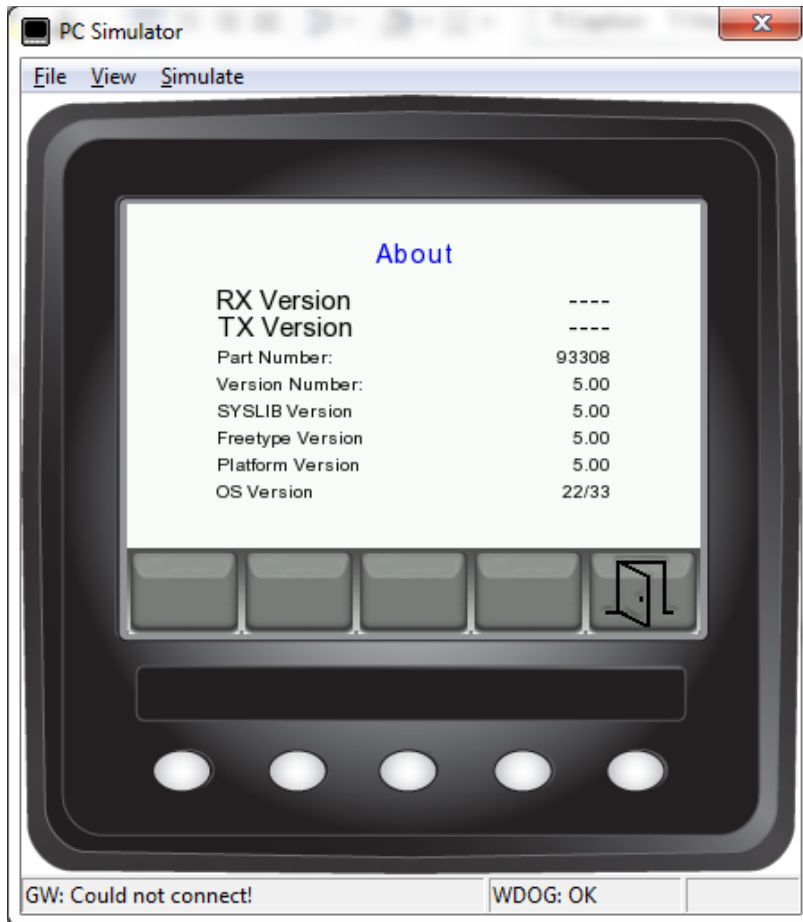 PC Simulator
File View Simulate
About
RX Version ----
TX Version ----
Part Number: 93308
Version Number: 5.00
SYSLIB Version 5.00
Freetype Version 5.00
Platform Version 5.00
OS Version 22/33
GW: Could not connect! WDOG: OK